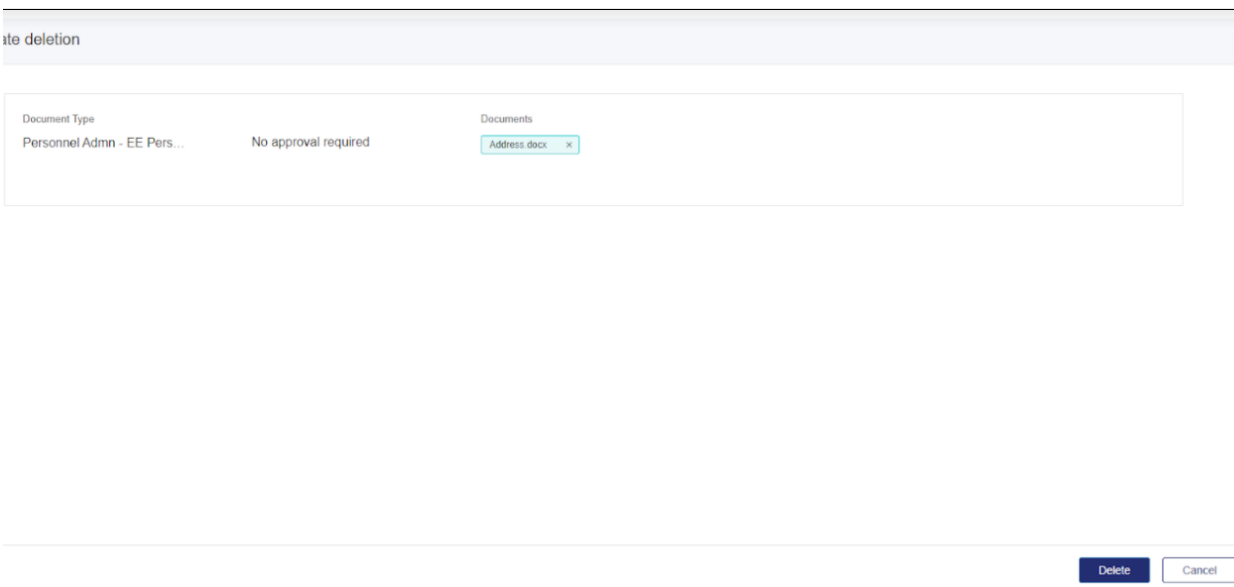 ate deletion
Document Type
Documents
Personnel Admn - EE Pers...
No approval required
Address.docx ×
Delete
Cancel